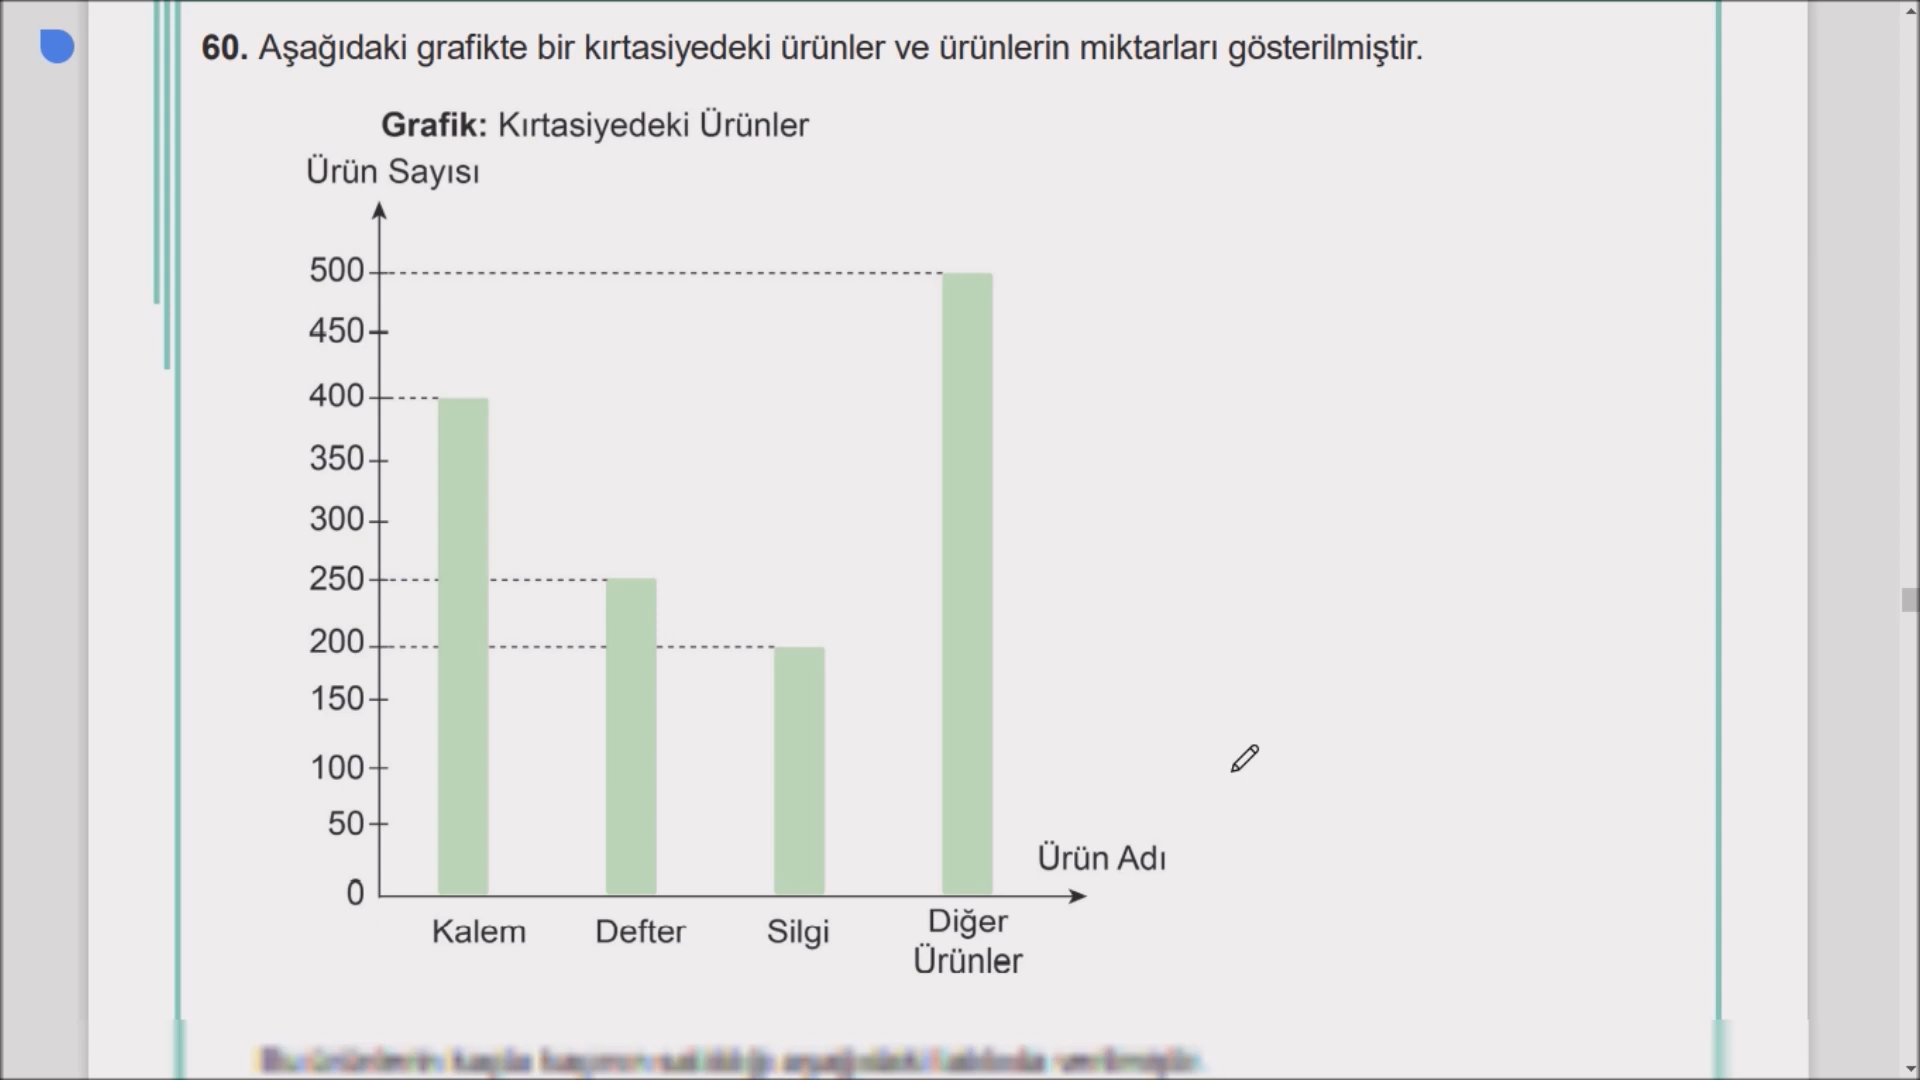 60. Aşağıdaki grafikte bir kırtasiyedeki ürünler ve ürünlerin miktarları gösterilmiştir.
Grafik: Kırtasiyedeki Ürünler
Ürün Sayısı
500
450
400
350
300
250
200
150
100
50
0
Ürün Adı
Kalem Defter Silgi Diğer
Ürünler